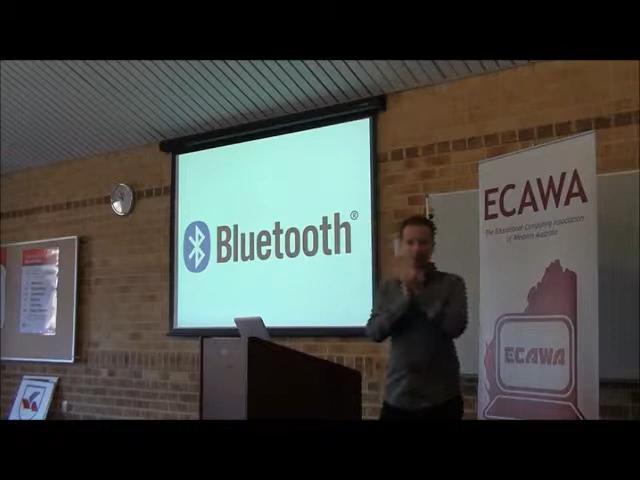 Bluetooth®
ECAWA
The Educational Computing Association
of Western Australia
ECAWA